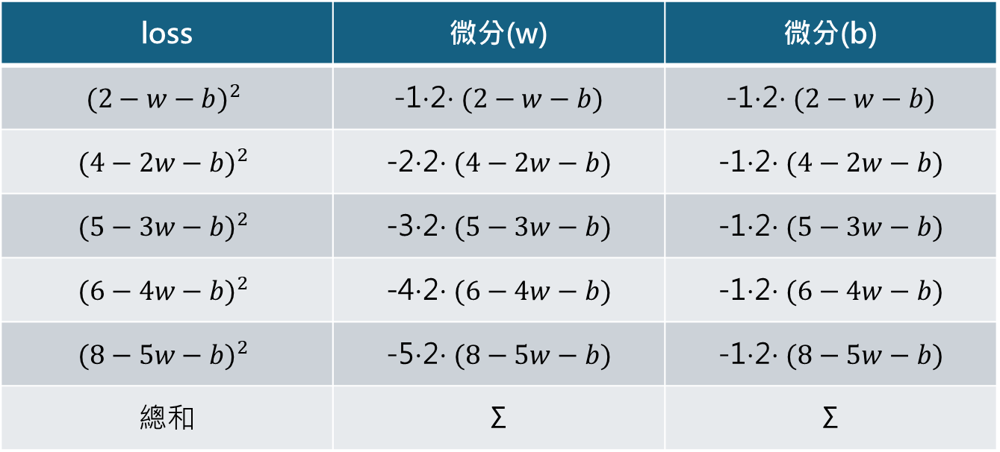 loss 微分(w) 微分(b)
(2 − w − b)² -1·2· (2 − w − b) -1·2· (2 − w − b)
(4 − 2w − b)² -2·2· (4 − 2w − b) -1·2· (4 − 2w − b)
(5 − 3w − b)² -3·2· (5 − 3w − b) -1·2· (5 − 3w − b)
(6 − 4w − b)² -4·2· (6 − 4w − b) -1·2· (6 − 4w − b)
(8 − 5w − b)² -5·2· (8 − 5w − b) -1·2· (8 − 5w − b)
總和 Σ Σ